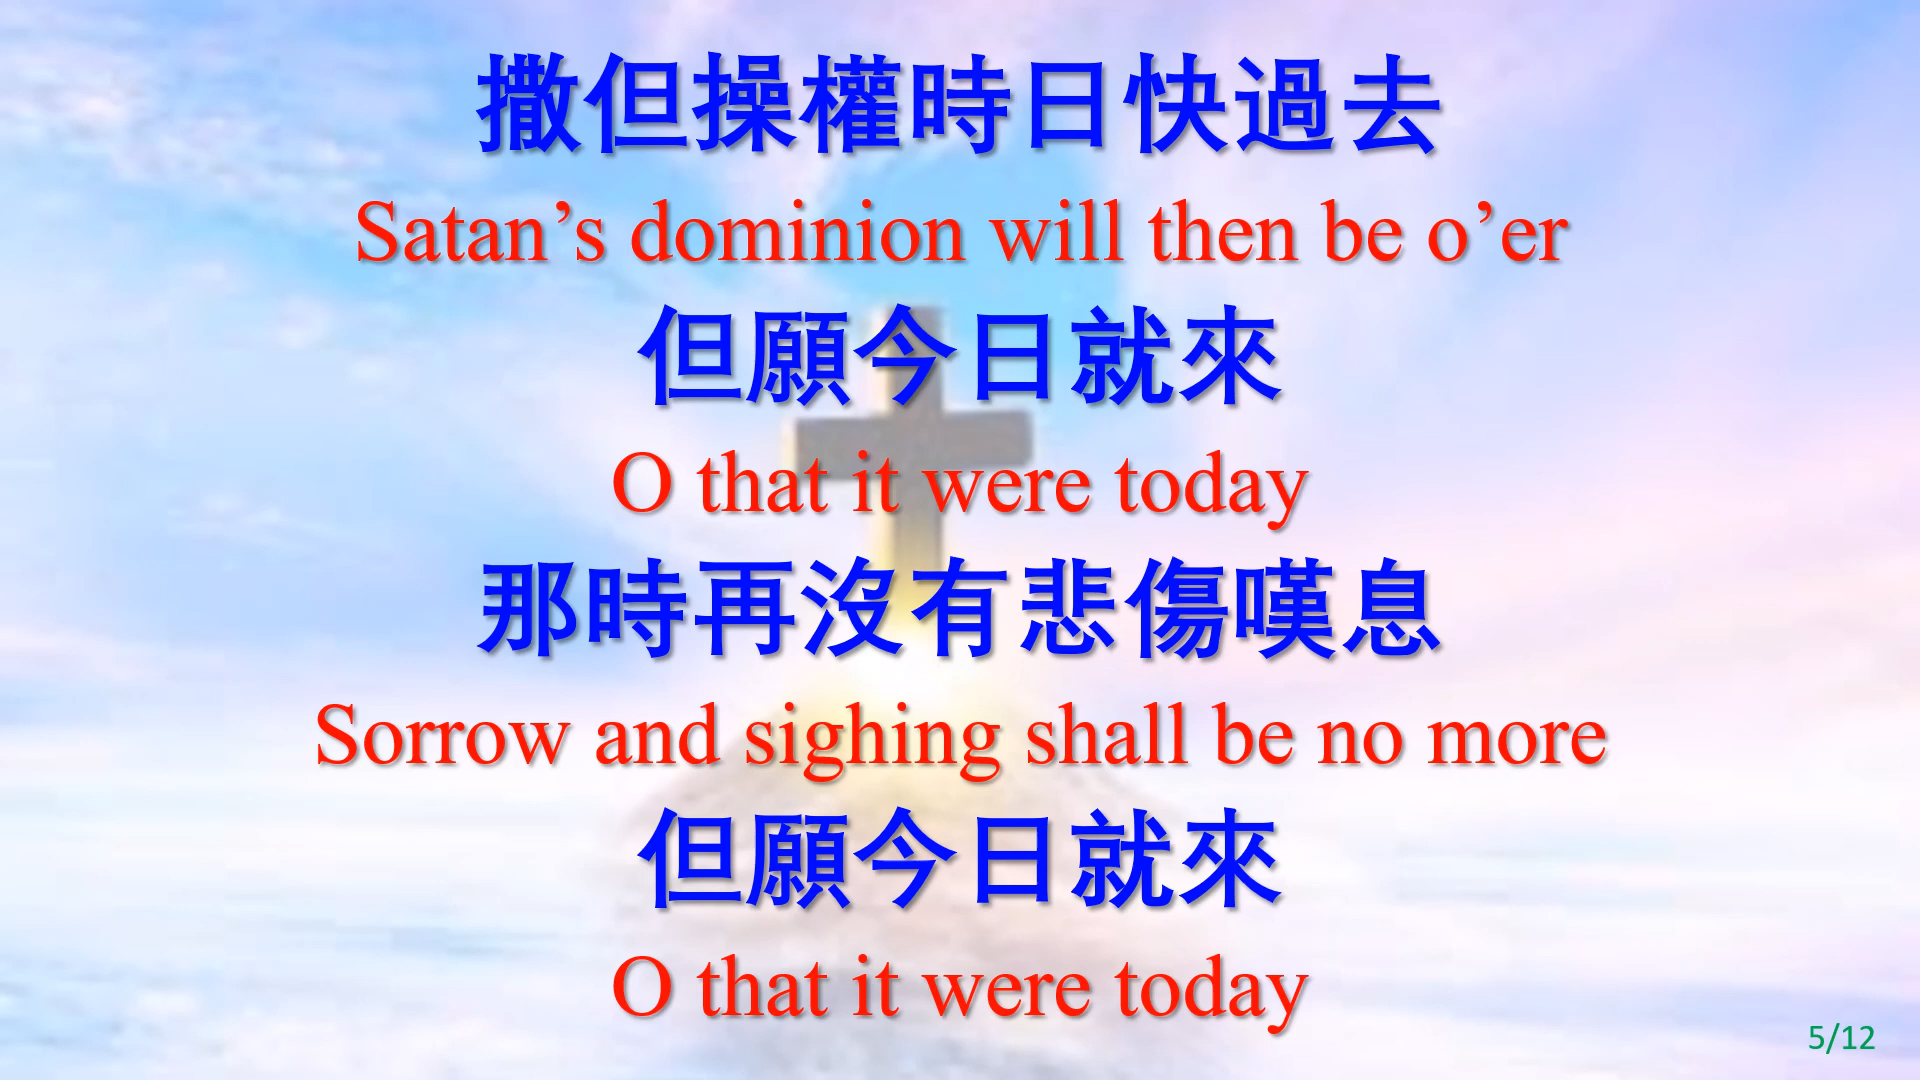 撒但操權時日快過去
Satan’s dominion will then be o’er
但願今日就來
O that it were today
那時再沒有悲傷嘆息
Sorrow and sighing shall be no more
但願今日就來
O that it were today
5/12